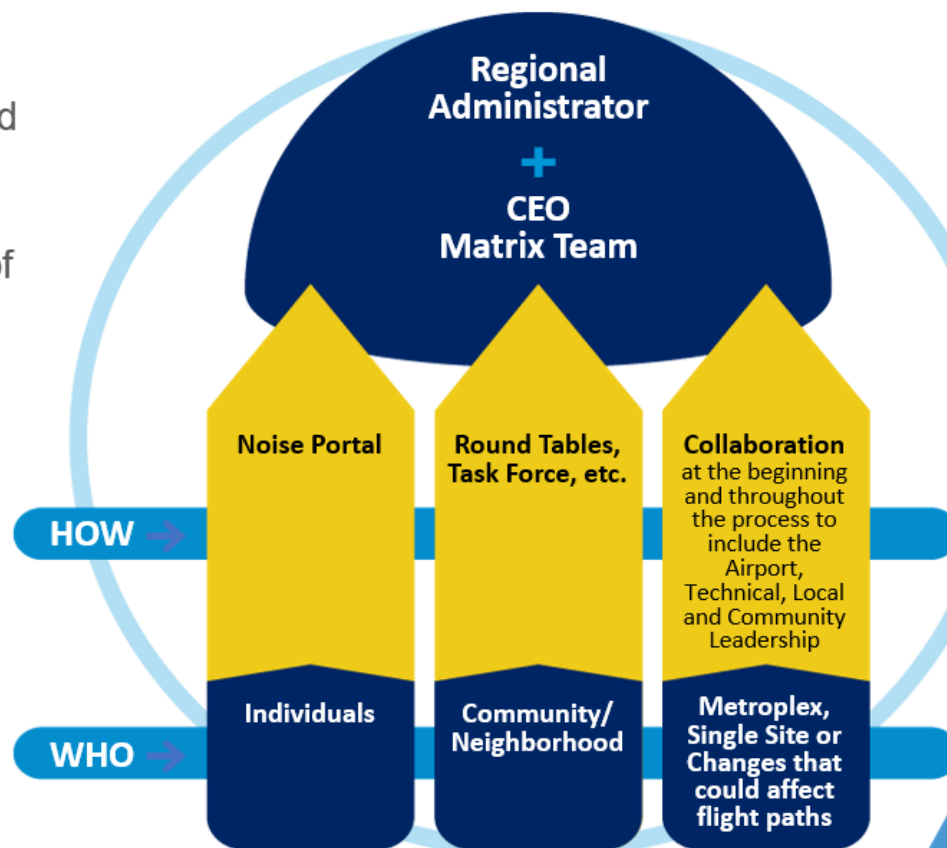 d
of
Regional
Administrator
+
CEO
Matrix Team
Noise Portal
Round Tables,
Task Force, etc.
Collaboration
at the beginning
and throughout
the process to
include the
Airport,
Technical, Local
and Community
Leadership
HOW →
Individuals
Community/
Neighborhood
Metroplex,
Single Site or
Changes that
could affect
flight paths
WHO →